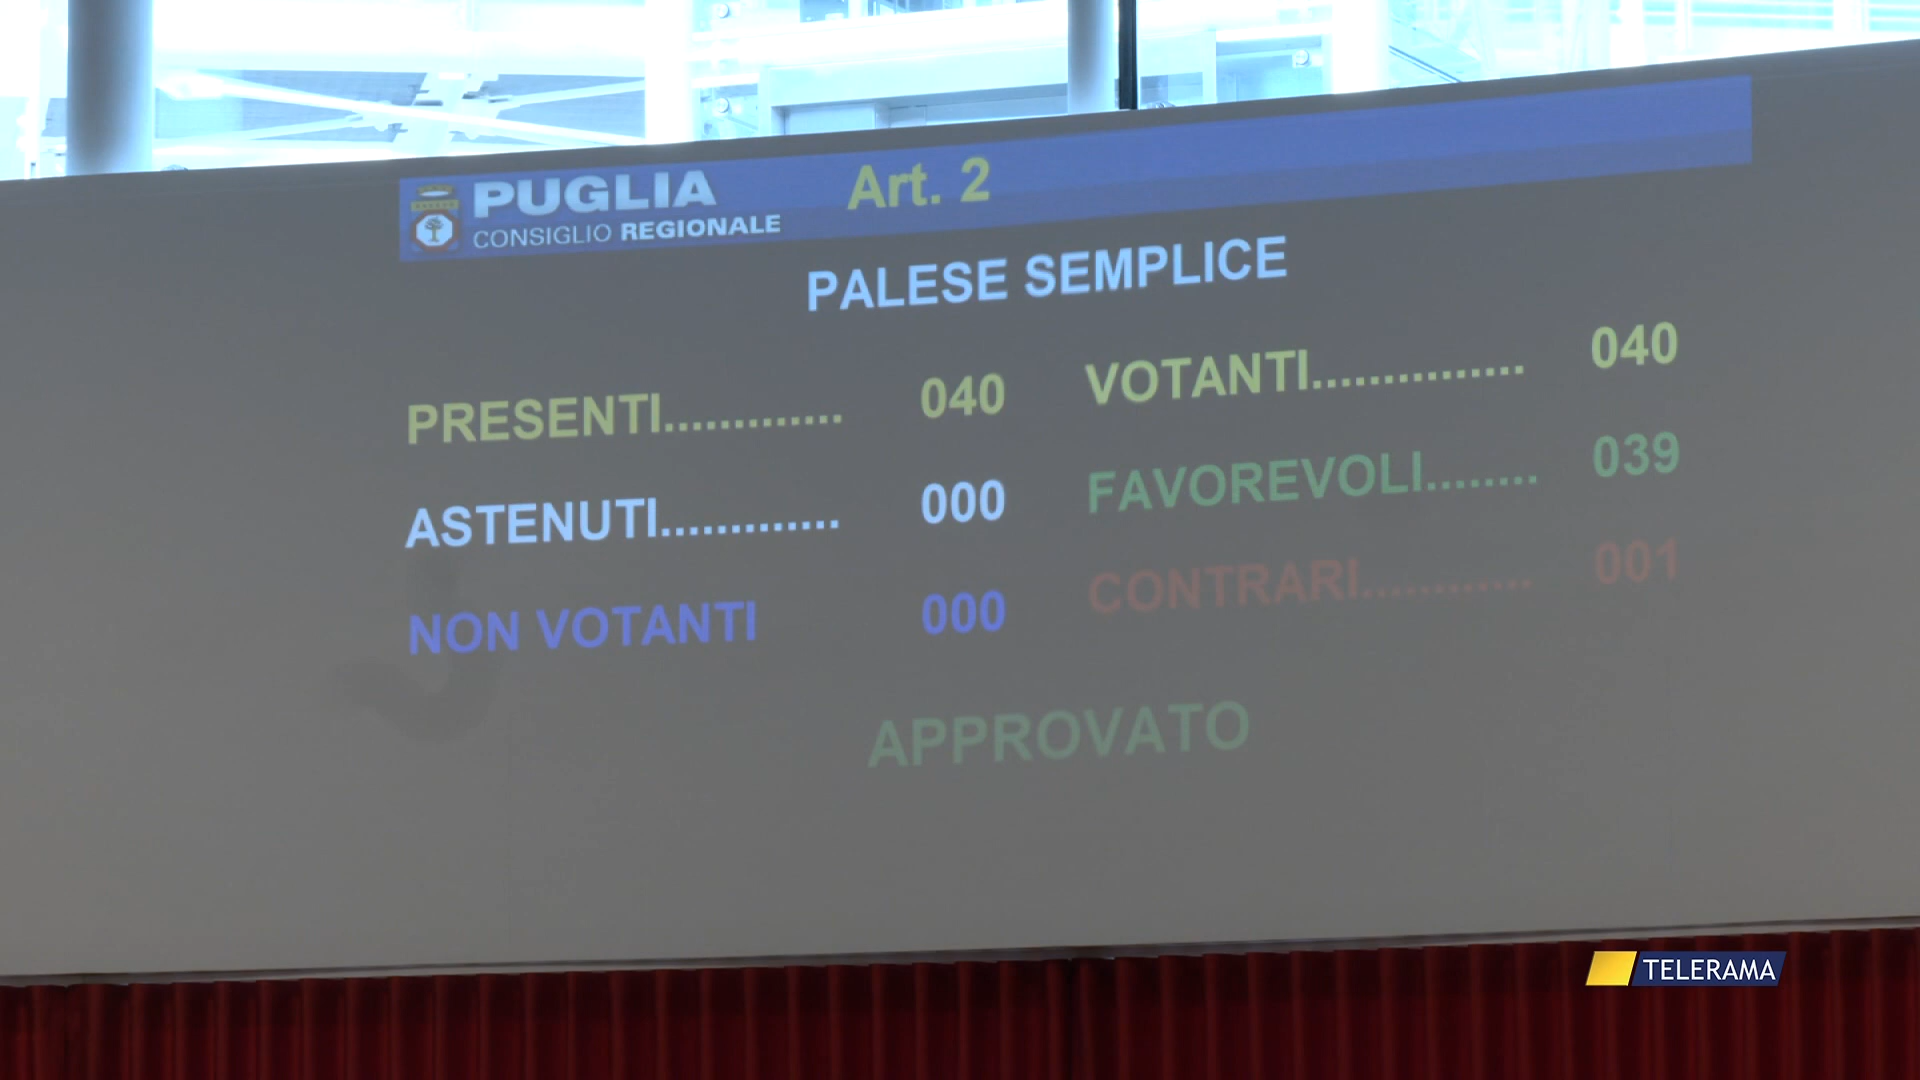 PUGLIA
CONSIGLIO REGIONALE
Art. 2
PALESE SEMPLICE
PRESENTI............. 040
VOTANTI............... 040
ASTENUTI............. 000
FAVOREVOLI........ 039
NON VOTANTI 000
CONTRARI............ 001
APPROVATO
TELERAMA